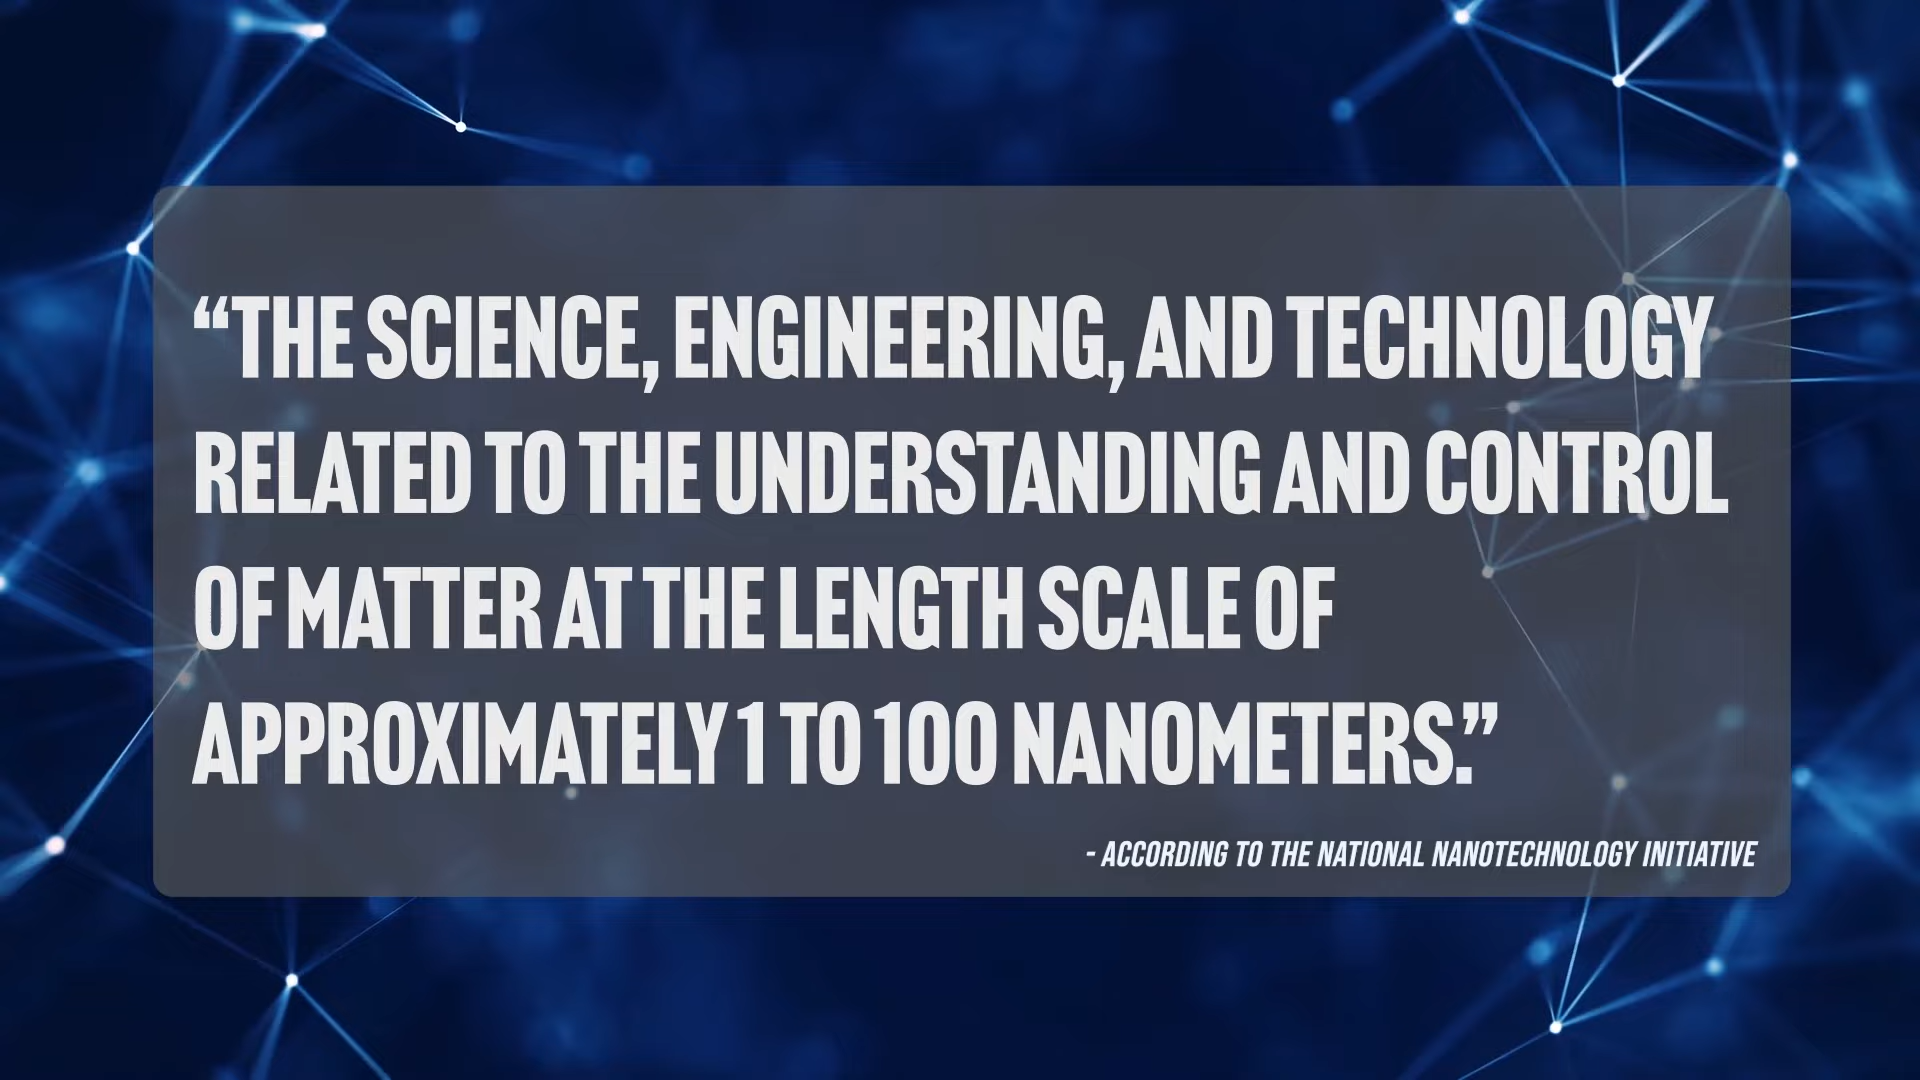 “THE SCIENCE, ENGINEERING, AND TECHNOLOGY
RELATED TO THE UNDERSTANDING AND CONTROL
OF MATTER AT THE LENGTH SCALE OF
APPROXIMATELY 1 TO 100 NANOMETERS.”
- ACCORDING TO THE NATIONAL NANOTECHNOLOGY INITIATIVE